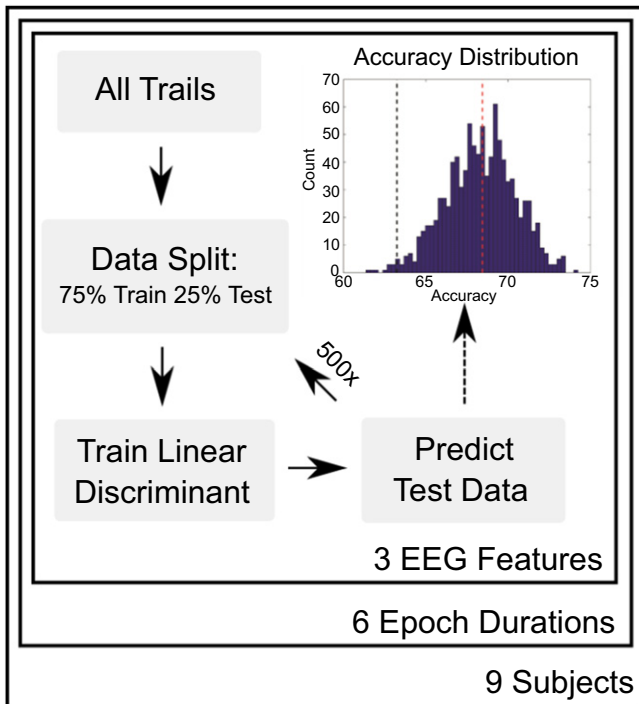 All Trails
Data Split:
75% Train 25% Test
Train Linear
Discriminant
500x
Predict
Test Data
Accuracy Distribution
Count
70
60
50
40
30
20
10
0
60
65
70
75
Accuracy
3 EEG Features
6 Epoch Durations
9 Subjects